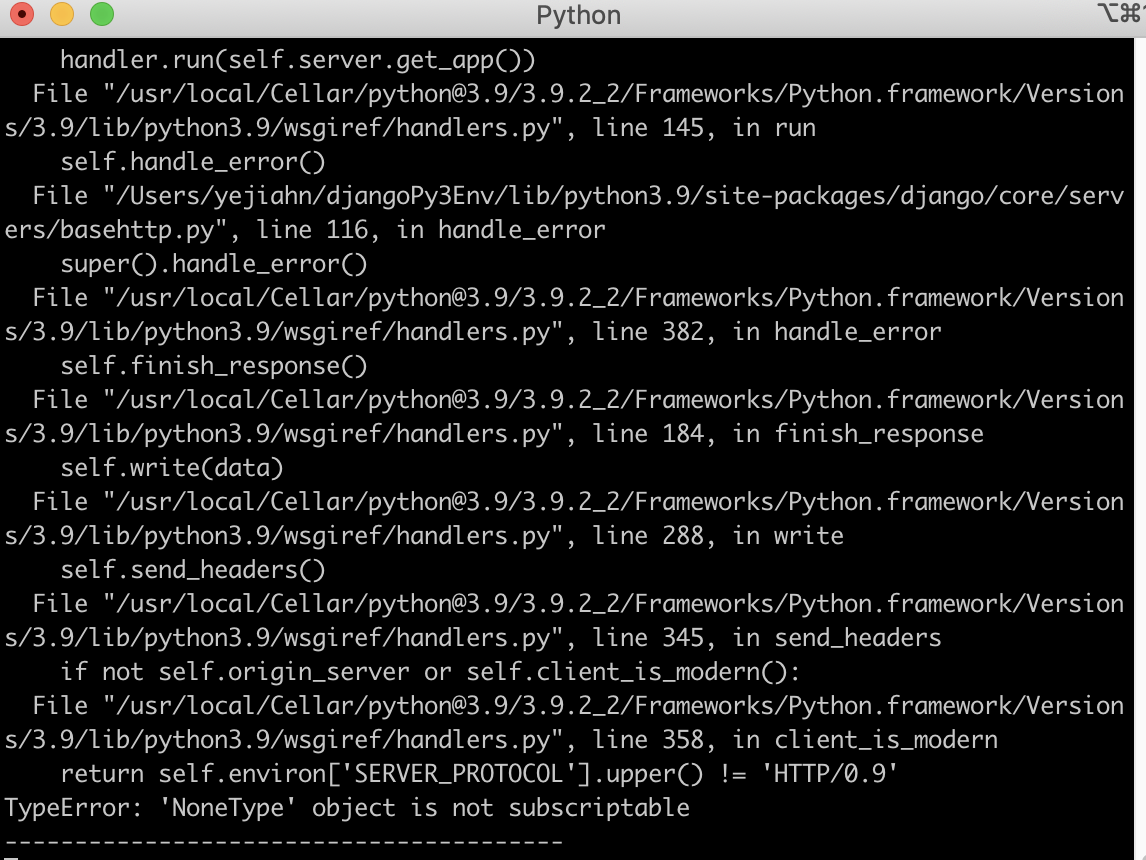 Python
⌥⌘
handler.run(self.server.get_app())
File "/usr/local/Cellar/python@3.9/3.9.2_2/Frameworks/Python.framework/Version
s/3.9/lib/python3.9/wsgiref/handlers.py", line 145, in run
self.handle_error()
File "/Users/yejiahn/djangoPy3Env/lib/python3.9/site-packages/django/core/serv
ers/basehttp.py", line 116, in handle_error
super().handle_error()
File "/usr/local/Cellar/python@3.9/3.9.2_2/Frameworks/Python.framework/Version
s/3.9/lib/python3.9/wsgiref/handlers.py", line 382, in handle_error
self.finish_response()
File "/usr/local/Cellar/python@3.9/3.9.2_2/Frameworks/Python.framework/Version
s/3.9/lib/python3.9/wsgiref/handlers.py", line 184, in finish_response
self.write(data)
File "/usr/local/Cellar/python@3.9/3.9.2_2/Frameworks/Python.framework/Version
s/3.9/lib/python3.9/wsgiref/handlers.py", line 288, in write
self.send_headers()
File "/usr/local/Cellar/python@3.9/3.9.2_2/Frameworks/Python.framework/Version
s/3.9/lib/python3.9/wsgiref/handlers.py", line 345, in send_headers
if not self.origin_server or self.client_is_modern():
File "/usr/local/Cellar/python@3.9/3.9.2_2/Frameworks/Python.framework/Version
s/3.9/lib/python3.9/wsgiref/handlers.py", line 358, in client_is_modern
return self.environ['SERVER_PROTOCOL'].upper() != 'HTTP/0.9'
TypeError: 'NoneType' object is not subscriptable
----------------------------------------